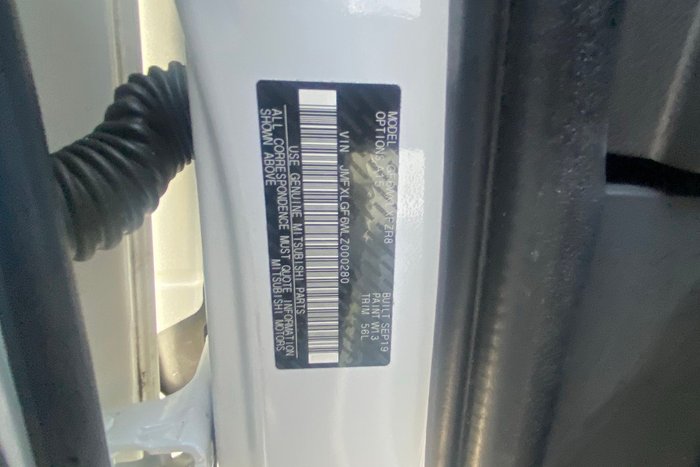 MODEL BUILT SEP19
OPTION PAINT W13
TRIM 56L
VIN JMFXLGF6WLZ000280
USE GENUINE MITSUBISHI PARTS
ALL CORRESPONDENCE MUST QUOTE INFORMATION
SHOWN ABOVE MITSUBISHI MOTORS